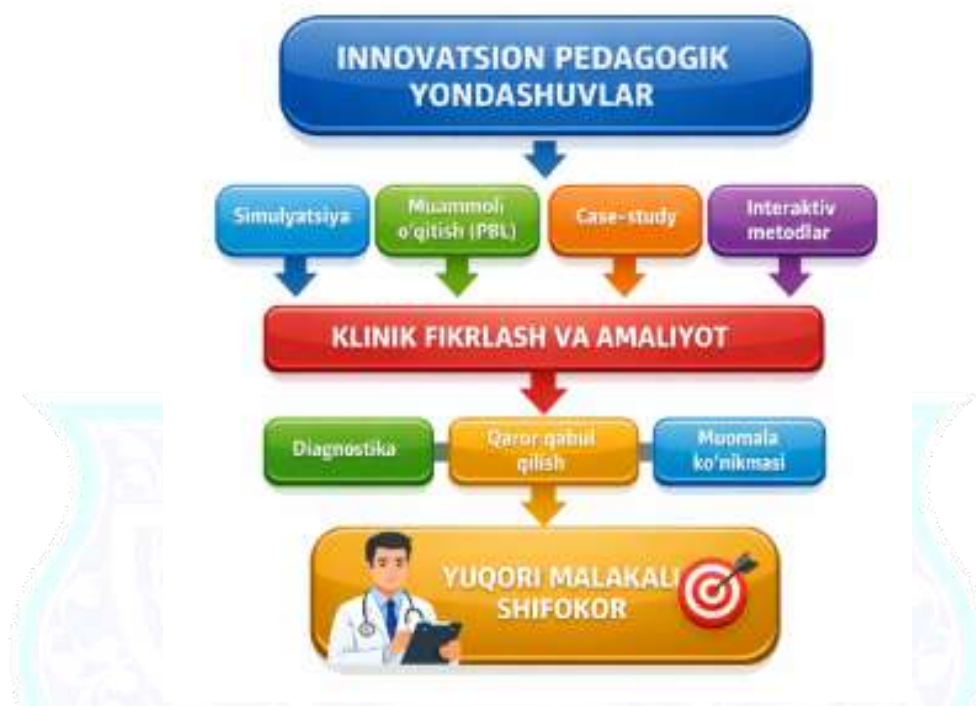 INNOVATSION PEDAGOGIK
YONDASHUVLAR
Simulyatsiya
Muammoli
o'qitish (PBL)
Case-study
Interaktiv
metodlar
KLINIK FIKRLASH VA AMALIYOT
Diagnostika
Qaror qabul
qilish
Muomala
ko'nikmasi
YUQORI MALAKALI
SHIFOKOR